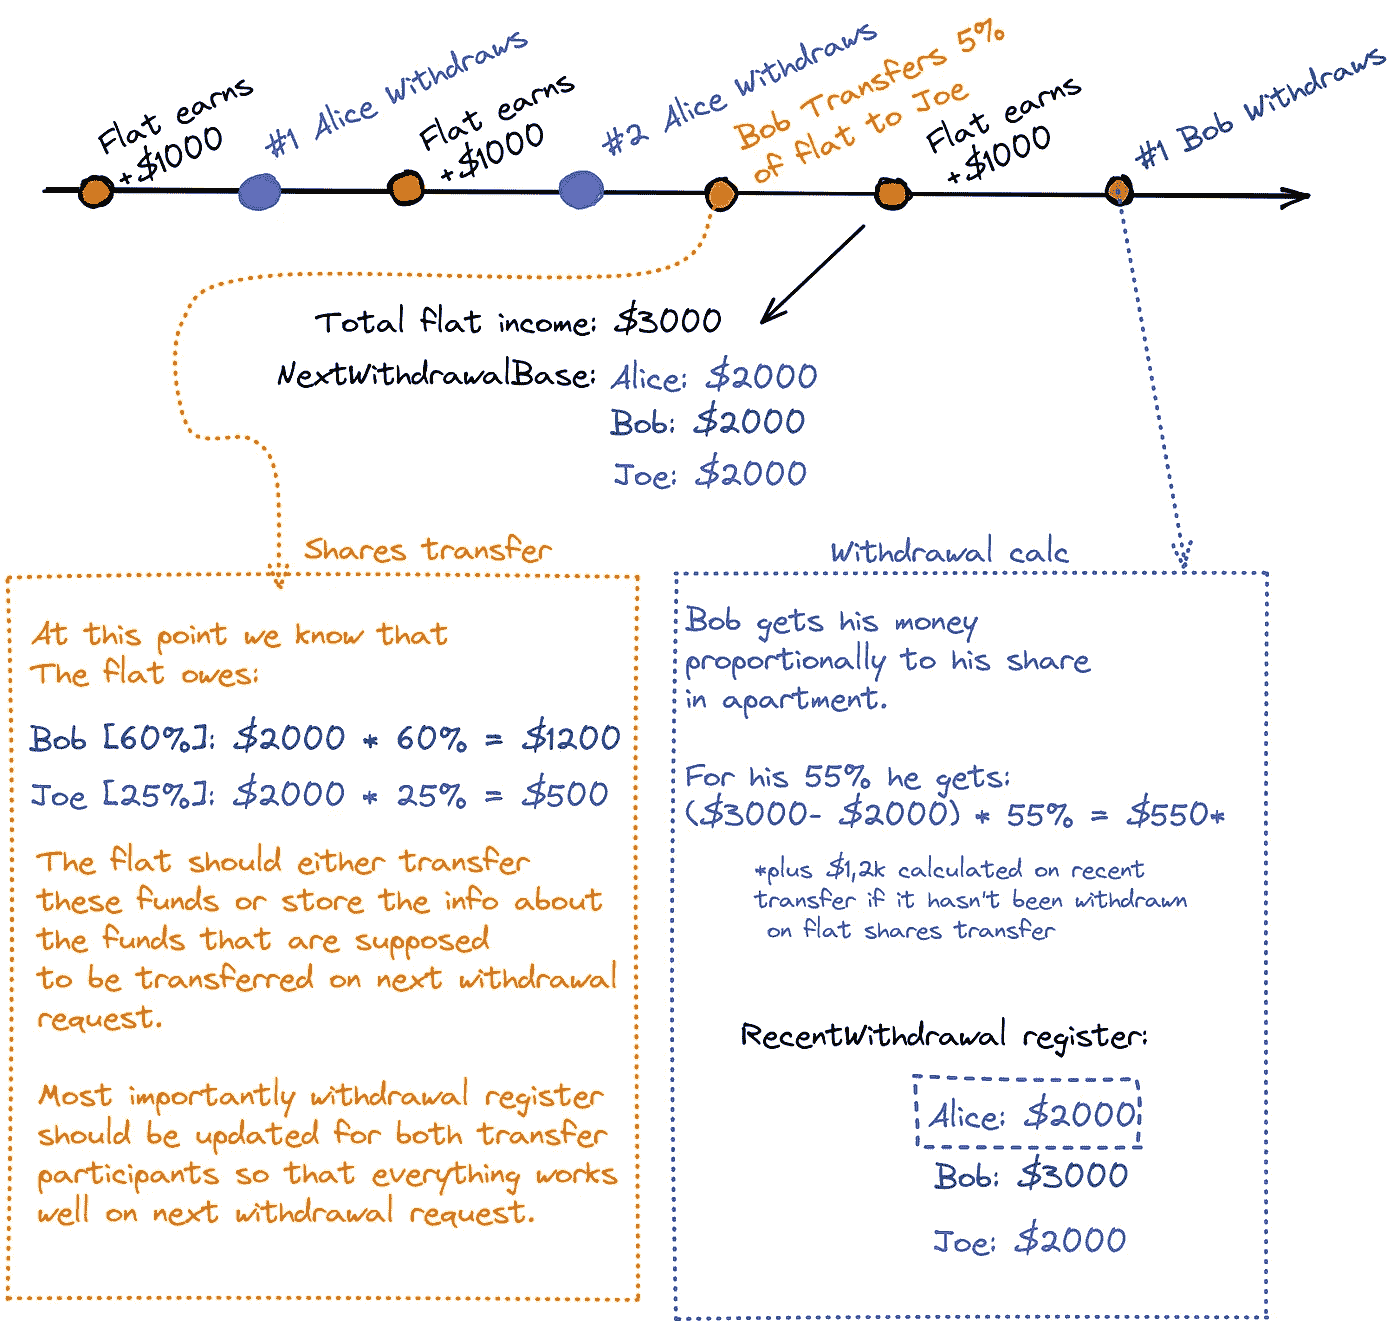 Flat earns
+$1000
#1 Alice Withdraws
Flat earns
+$1000
#2 Alice Withdraws
Bob Transfers 5%
of flat to Joe
Flat earns
+$1000
#1 Bob Withdraws
Total flat income: $3000
NextWithdrawalBase: Alice: $2000
Bob: $2000
Joe: $2000
Shares transfer
At this point we know that
The flat owes:
Bob [60%]: $2000 * 60% = $1200
Joe [25%]: $2000 * 25% = $500
The flat should either transfer
these funds or store the info about
the funds that are supposed
to be transferred on next withdrawal
request.
Most importantly withdrawal register
should be updated for both transfer
participants so that everything works
well on next withdrawal request.
Withdrawal calc
Bob gets his money
proportionally to his share
in apartment.
For his 55% he gets:
($3000- $2000) * 55% = $550*
*plus $1,2k calculated on recent
transfer if it hasn't been withdrawn
on flat shares transfer
RecentWithdrawal register:
Alice: $2000
Bob: $3000
Joe: $2000